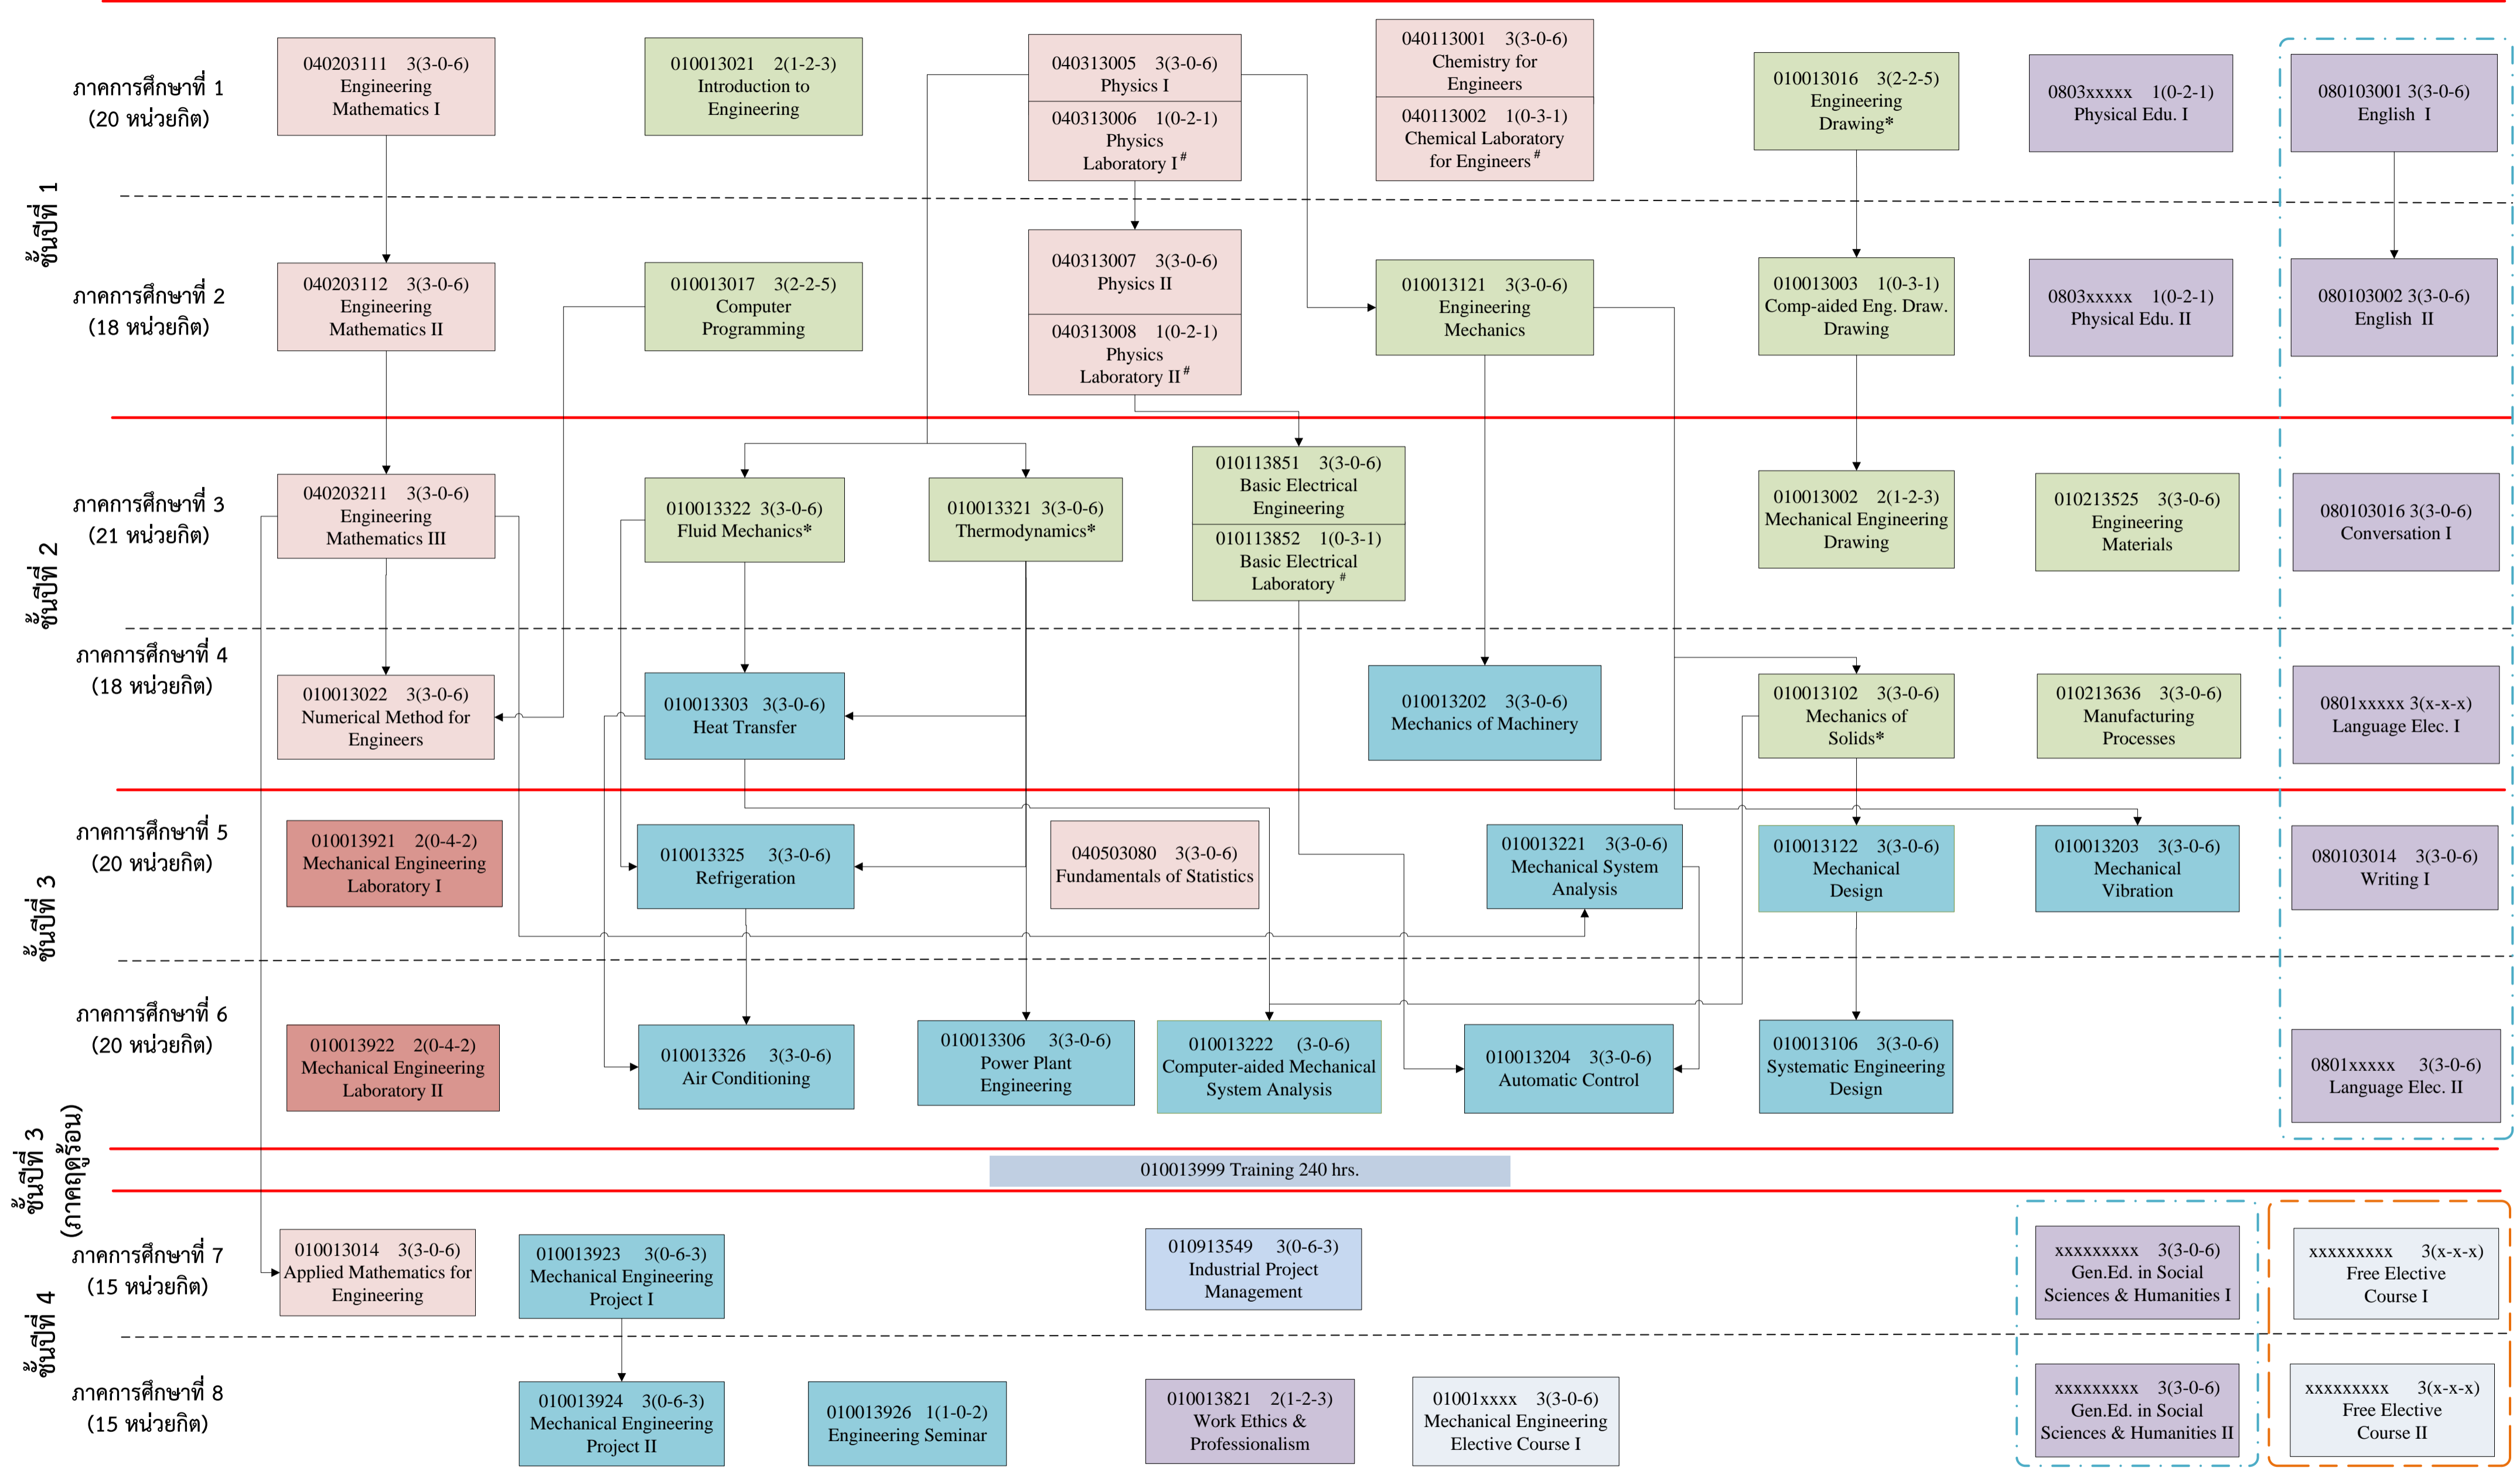 ชั้นปีที่ 1
ภาคการศึกษาที่ 1
(20 หน่วยกิต)
040203111 3(3-0-6)
Engineering
Mathematics I
010013021 2(1-2-3)
Introduction to
Engineering
040313005 3(3-0-6)
Physics I
040313006 1(0-2-1)
Physics
Laboratory I#
040113001 3(3-0-6)
Chemistry for
Engineers
040113002 1(0-3-1)
Chemical Laboratory
for Engineers#
010013016 3(2-2-5)
Engineering
Drawing*
0803xxxxx 1(0-2-1)
Physical Edu. I
080103001 3(3-0-6)
English I
ภาคการศึกษาที่ 2
(18 หน่วยกิต)
040203112 3(3-0-6)
Engineering
Mathematics II
010013017 3(2-2-5)
Computer
Programming
040313007 3(3-0-6)
Physics II
040313008 1(0-2-1)
Physics
Laboratory II#
010013121 3(3-0-6)
Engineering
Mechanics
010013003 1(0-3-1)
Comp-aided Eng. Draw.
Drawing
0803xxxxx 1(0-2-1)
Physical Edu. II
080103002 3(3-0-6)
English II
ชั้นปีที่ 2
ภาคการศึกษาที่ 3
(21 หน่วยกิต)
040203211 3(3-0-6)
Engineering
Mathematics III
010013322 3(3-0-6)
Fluid Mechanics*
010013321 3(3-0-6)
Thermodynamics*
010113851 3(3-0-6)
Basic Electrical
Engineering
010113852 1(0-3-1)
Basic Electrical
Laboratory #
010013002 2(1-2-3)
Mechanical Engineering
Drawing
010213525 3(3-0-6)
Engineering
Materials
080103016 3(3-0-6)
Conversation I
ภาคการศึกษาที่ 4
(18 หน่วยกิต)
010013022 3(3-0-6)
Numerical Method for
Engineers
010013303 3(3-0-6)
Heat Transfer
010013202 3(3-0-6)
Mechanics of Machinery
010013102 3(3-0-6)
Mechanics of
Solids*
010213636 3(3-0-6)
Manufacturing
Processes
0801xxxxx 3(x-x-x)
Language Elec. I
ชั้นปีที่ 3
ภาคการศึกษาที่ 5
(20 หน่วยกิต)
010013921 2(0-4-2)
Mechanical Engineering
Laboratory I
010013325 3(3-0-6)
Refrigeration
040503080 3(3-0-6)
Fundamentals of Statistics
010013221 3(3-0-6)
Mechanical System
Analysis
010013122 3(3-0-6)
Mechanical
Design
010013203 3(3-0-6)
Mechanical
Vibration
080103014 3(3-0-6)
Writing I
ภาคการศึกษาที่ 6
(20 หน่วยกิต)
010013922 2(0-4-2)
Mechanical Engineering
Laboratory II
010013326 3(3-0-6)
Air Conditioning
010013306 3(3-0-6)
Power Plant
Engineering
010013222 (3-0-6)
Computer-aided Mechanical
System Analysis
010013204 3(3-0-6)
Automatic Control
010013106 3(3-0-6)
Systematic Engineering
Design
0801xxxxx 3(3-0-6)
Language Elec. II
ชั้นปีที่ 3
(ภาคฤดูร้อน)
010013999 Training 240 hrs.
ชั้นปีที่ 4
ภาคการศึกษาที่ 7
(15 หน่วยกิต)
010013014 3(3-0-6)
Applied Mathematics for
Engineering
010013923 3(0-6-3)
Mechanical Engineering
Project I
010913549 3(0-6-3)
Industrial Project
Management
xxxxxxxxx 3(3-0-6)
Gen.Ed. in Social
Sciences & Humanities I
xxxxxxxxx 3(x-x-x)
Free Elective
Course I
ภาคการศึกษาที่ 8
(15 หน่วยกิต)
010013924 3(0-6-3)
Mechanical Engineering
Project II
010013926 1(1-0-2)
Engineering Seminar
010013821 2(1-2-3)
Work Ethics &
Professionalism
01001xxxx 3(3-0-6)
Mechanical Engineering
Elective Course I
xxxxxxxxx 3(3-0-6)
Gen.Ed. in Social
Sciences & Humanities II
xxxxxxxxx 3(x-x-x)
Free Elective
Course II